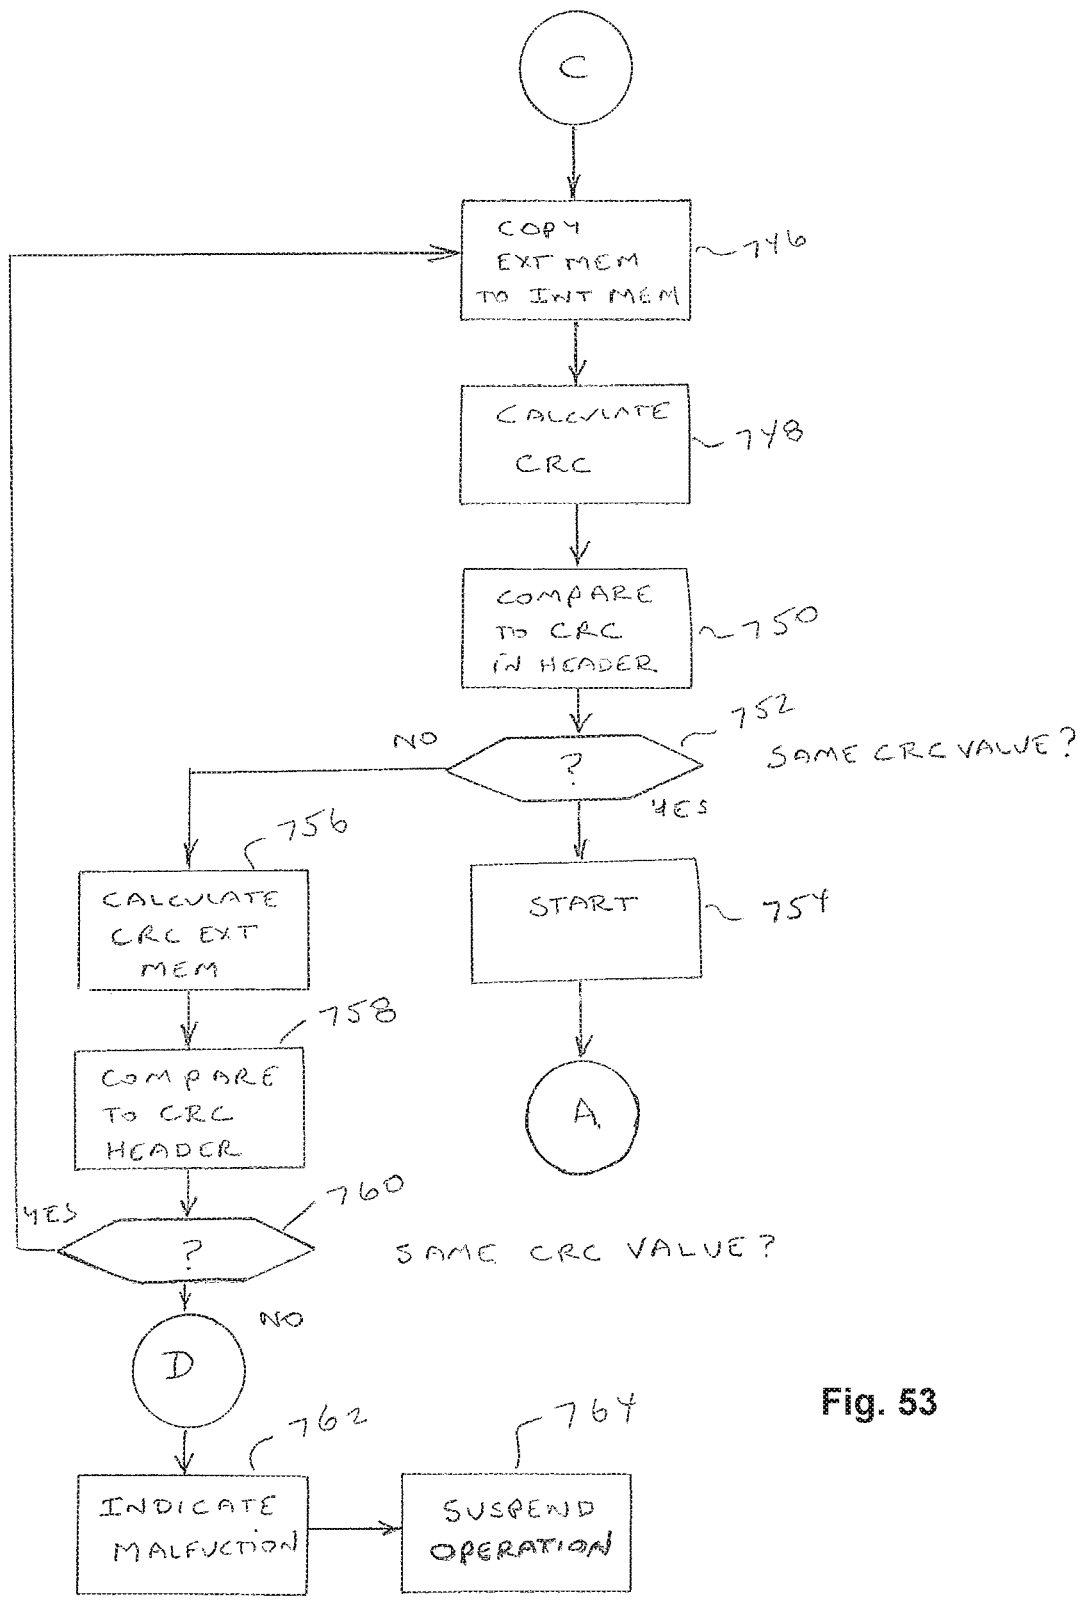 C
COPY
EXT MEM
TO INT MEM
746
CALCULATE
CRC
748
COMPARE
TO CRC
IN HEADER
750
752
NO
?
SAME CRC VALUE?
YES
756
CALCULATE
CRC EXT
MEM
START
754
758
COMPARE
TO CRC
HEADER
A
760
YES
?
SAME CRC VALUE?
NO
D
Fig. 53
762
764
INDICATE
MALFUCTION
SUSPEND
OPERATION